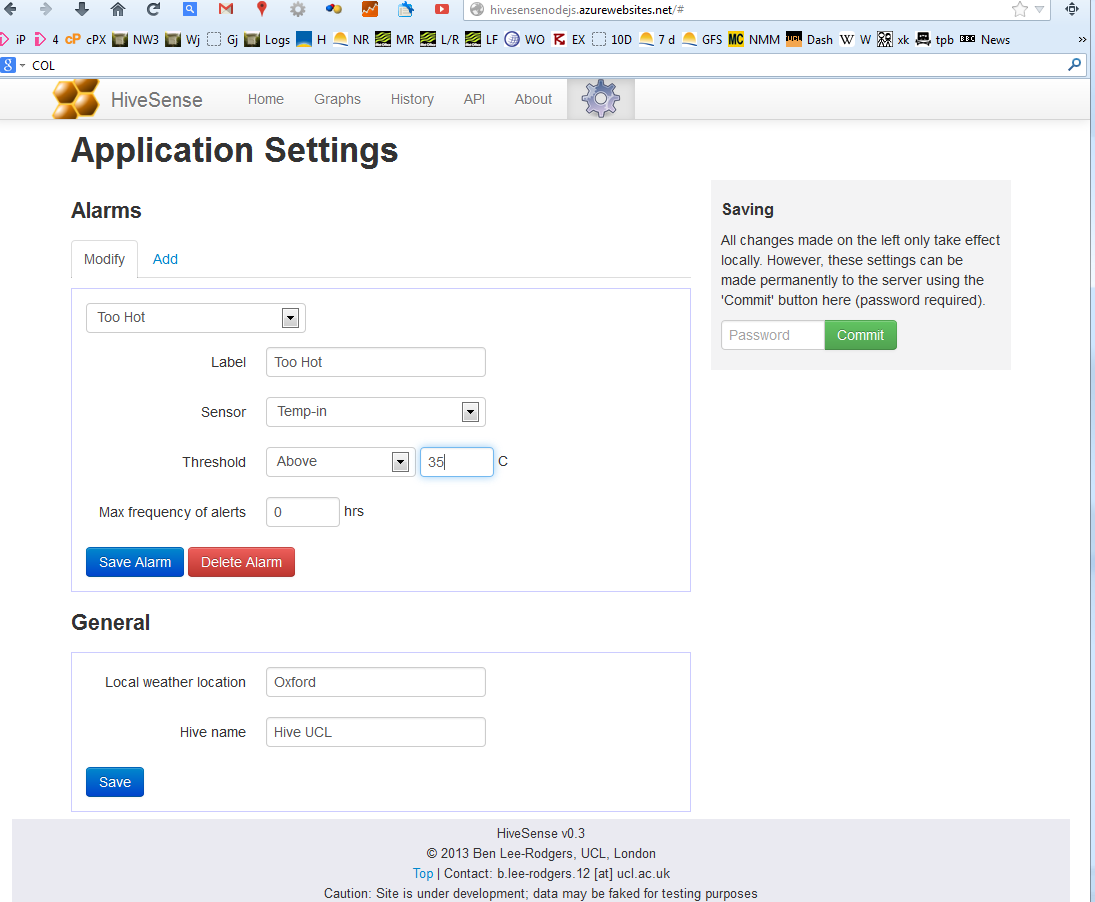 hivesensenodejs.azurewebsites.net/#
iP 4 cP cPX NW3 Wj Gj Logs H NR MR L/R LF WO EX 10D 7 d GFS MC NMM Dash W W xk tpb BBC News »
8 COL
HiveSense Home Graphs History API About
Application Settings
Alarms
Modify Add
Too Hot
Label Too Hot
Sensor Temp-in
Threshold Above 35 C
Max frequency of alerts 0 hrs
Save Alarm Delete Alarm
General
Local weather location Oxford
Hive name Hive UCL
Save
Saving
All changes made on the left only take effect
locally. However, these settings can be
made permanently to the server using the
'Commit' button here (password required).
Password Commit
HiveSense v0.3
© 2013 Ben Lee-Rodgers, UCL, London
Top | Contact: b.lee-rodgers.12 [at] ucl.ac.uk
Caution: Site is under development; data may be faked for testing purposes